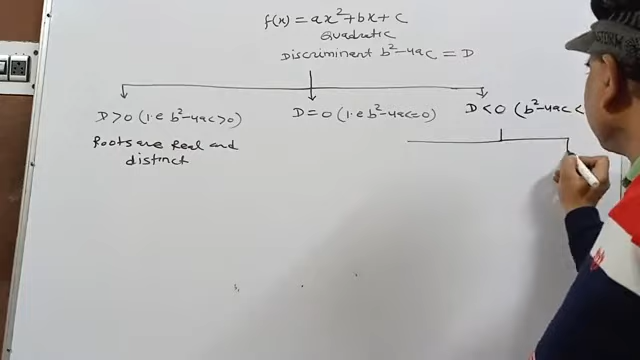 f(x) = ax²+bx+c
Quadratic
Discriminant b²-4ac = D
D>0 (i.e b²-4ac>0)
D=0 (i.e b²-4ac=0)
D<0 (b²-4ac<
Roots are Real and
distinct